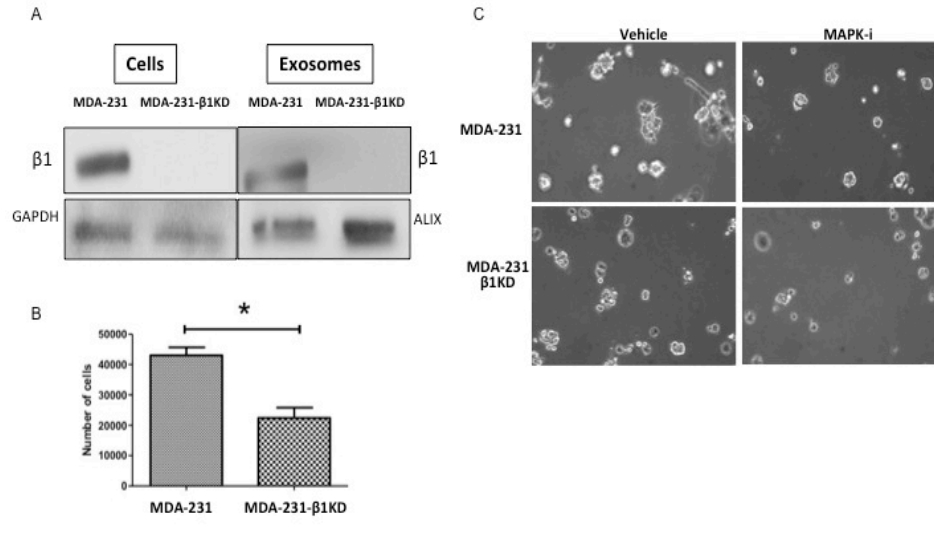 A
Cells
Exosomes
MDA-231 MDA-231-β1KD MDA-231 MDA-231-β1KD
β1 β1
GAPDH ALIX
B
*
Number of cells
50000
40000
30000
20000
10000
0
MDA-231 MDA-231-β1KD
C
Vehicle MAPK-i
MDA-231
MDA-231
β1KD